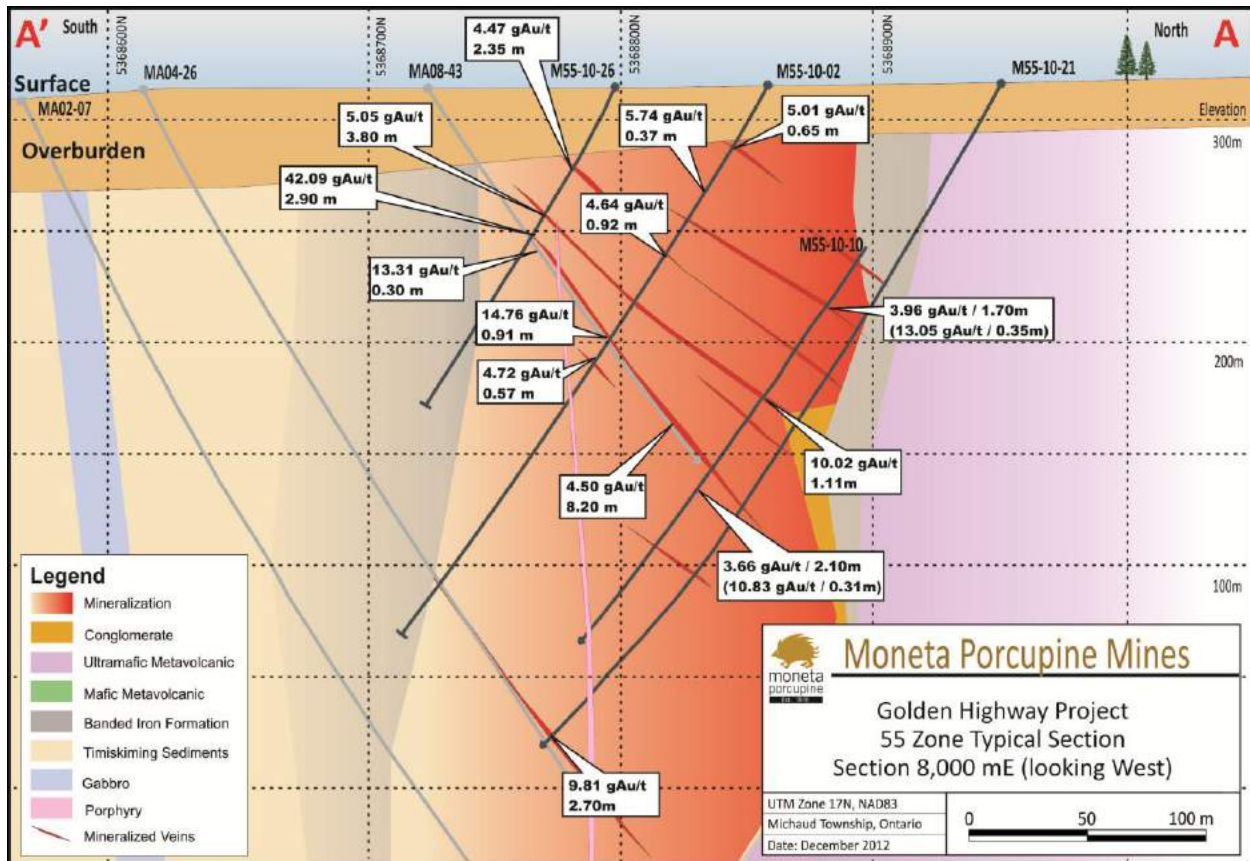 A'
South
5368600N
5368700N
5368800N
5368900N
North
A
Surface
MA02-07
MA04-26
MA08-43
M55-10-26
M55-10-02
M55-10-21
M55-10-10
Overburden
Elevation
300m
200m
100m
4.47 gAu/t
2.35 m
5.05 gAu/t
3.80 m
42.09 gAu/t
2.90 m
13.31 gAu/t
0.30 m
5.74 gAu/t
0.37 m
5.01 gAu/t
0.65 m
4.64 gAu/t
0.92 m
14.76 gAu/t
0.91 m
4.72 gAu/t
0.57 m
3.96 gAu/t / 1.70m
(13.05 gAu/t / 0.35m)
10.02 gAu/t
1.11m
4.50 gAu/t
8.20 m
3.66 gAu/t / 2.10m
(10.83 gAu/t / 0.31m)
9.81 gAu/t
2.70m
Legend
Mineralization
Conglomerate
Ultramafic Metavolcanic
Mafic Metavolcanic
Banded Iron Formation
Timiskiming Sediments
Gabbro
Porphyry
Mineralized Veins
moneta
porcupine
Moneta Porcupine Mines
Golden Highway Project
55 Zone Typical Section
Section 8,000 mE (looking West)
UTM Zone 17N, NAD83
Michaud Township, Ontario
Date: December 2012
0 50 100 m